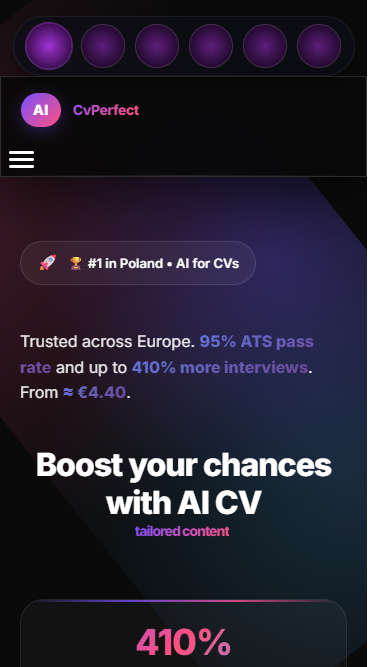 AI CvPerfect
🚀 🏆 #1 in Poland • AI for CVs
Trusted across Europe. 95% ATS pass
rate and up to 410% more interviews.
From ≈ €4.40.
Boost your chances
with AI CV
tailored content
410%